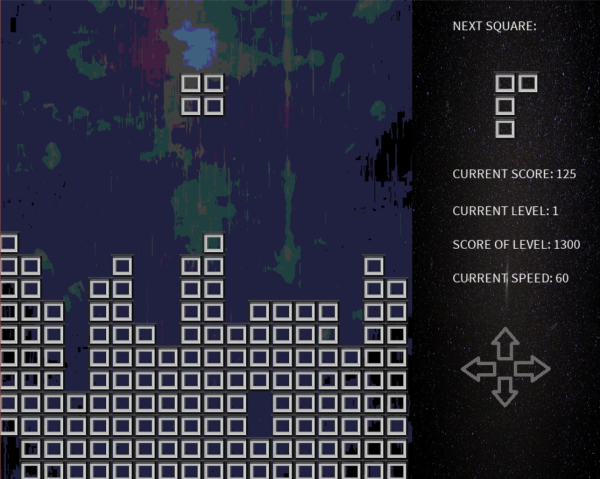 NEXT SQUARE:
CURRENT SCORE: 125
CURRENT LEVEL: 1
SCORE OF LEVEL: 1300
CURRENT SPEED: 60